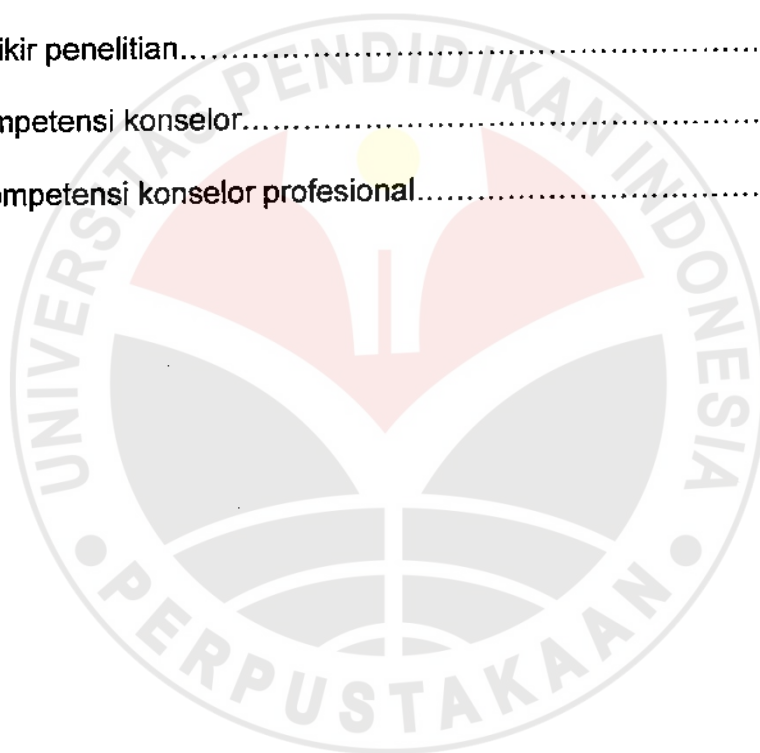 ikir penelitian.......................................................
mpetensi konselor................................................
ompetensi konselor profesional................................
UNIVERSITAS PENDIDIKAN INDONESIA
PERPUSTAKAAN